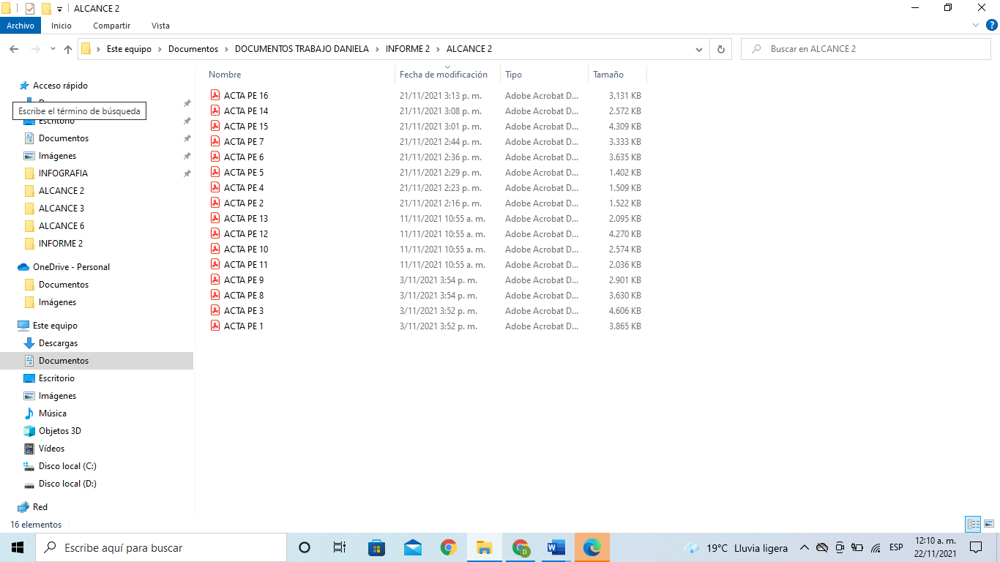 ALCANCE 2
Archivo Inicio Compartir Vista
Este equipo Documentos DOCUMENTOS TRABAJO DANIELA INFORME 2 ALCANCE 2
Buscar en ALCANCE 2
Nombre Fecha de modificación Tipo Tamaño
ACTA PE 16 21/11/2021 3:13 p. m. Adobe Acrobat D... 3.131 KB
ACTA PE 14 21/11/2021 3:08 p. m. Adobe Acrobat D... 2.572 KB
ACTA PE 15 21/11/2021 3:01 p. m. Adobe Acrobat D... 4.309 KB
ACTA PE 7 21/11/2021 2:44 p. m. Adobe Acrobat D... 3.333 KB
ACTA PE 6 21/11/2021 2:36 p. m. Adobe Acrobat D... 3.635 KB
ACTA PE 5 21/11/2021 2:29 p. m. Adobe Acrobat D... 1.402 KB
ACTA PE 4 21/11/2021 2:23 p. m. Adobe Acrobat D... 1.509 KB
ACTA PE 2 21/11/2021 2:16 p. m. Adobe Acrobat D... 1.522 KB
ACTA PE 13 11/11/2021 10:55 a. m. Adobe Acrobat D... 2.095 KB
ACTA PE 12 11/11/2021 10:55 a. m. Adobe Acrobat D... 4.270 KB
ACTA PE 10 11/11/2021 10:55 a. m. Adobe Acrobat D... 2.574 KB
ACTA PE 11 11/11/2021 10:55 a. m. Adobe Acrobat D... 2.036 KB
ACTA PE 9 3/11/2021 3:54 p. m. Adobe Acrobat D... 2.901 KB
ACTA PE 8 3/11/2021 3:54 p. m. Adobe Acrobat D... 3.630 KB
ACTA PE 3 3/11/2021 3:52 p. m. Adobe Acrobat D... 4.606 KB
ACTA PE 1 3/11/2021 3:52 p. m. Adobe Acrobat D... 3.865 KB
Acceso rápido
Escribe el término de búsqueda
Escritorio
Documentos
Imágenes
INFOGRAFIA
ALCANCE 2
ALCANCE 3
ALCANCE 6
INFORME 2
OneDrive - Personal
Documentos
Imágenes
Este equipo
Descargas
Documentos
Escritorio
Imágenes
Música
Objetos 3D
Vídeos
Disco local (C:)
Disco local (D:)
Red
16 elementos
Escribe aquí para buscar
19°C Lluvia ligera
ESP
12:10 a. m.
22/11/2021